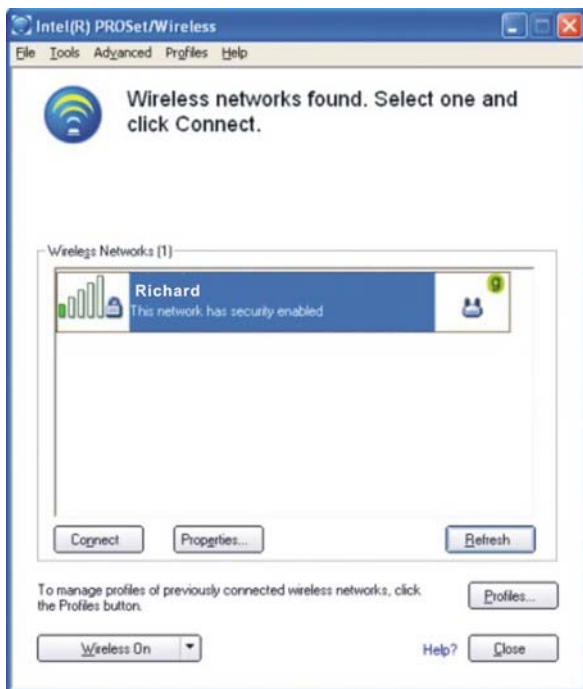 Intel(R) PROSet/Wireless
File Tools Advanced Profiles Help
Wireless networks found. Select one and
click Connect.
Wireless Networks (1)
Richard
This network has security enabled
g
Connect Properties... Refresh
To manage profiles of previously connected wireless networks, click
the Profiles button.
Profiles...
Wireless On Help? Close